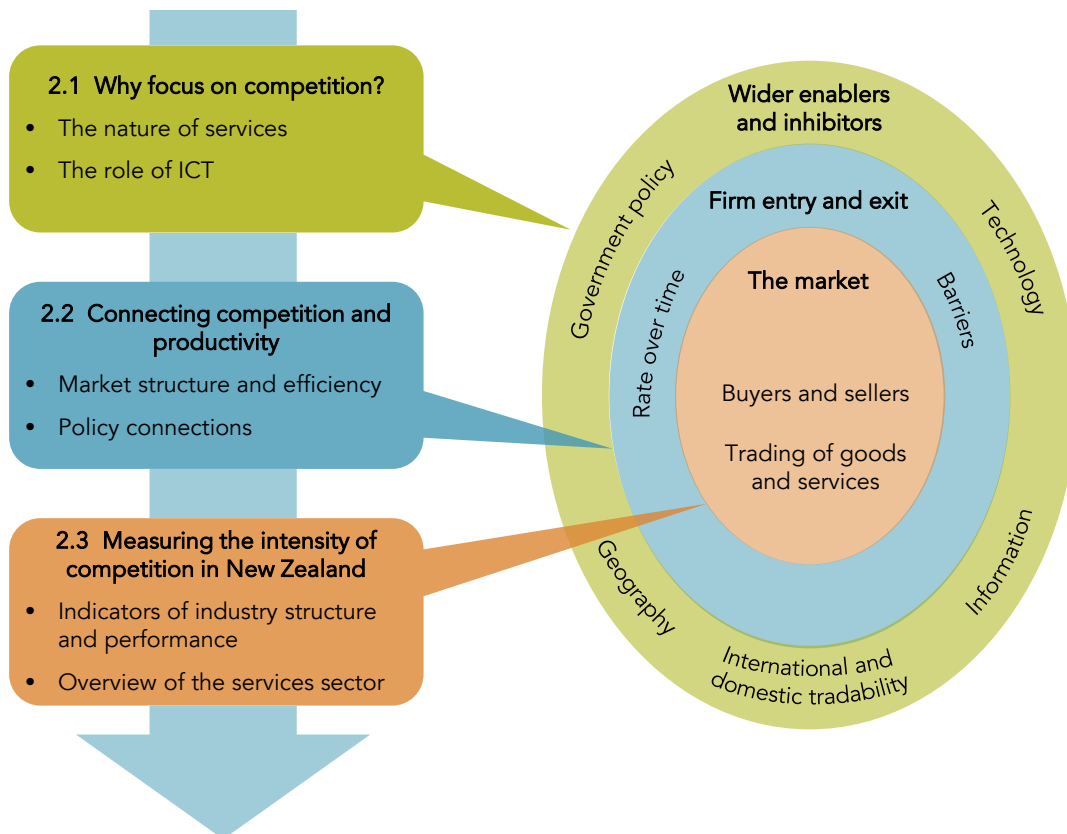 2.1 Why focus on competition?
• The nature of services
• The role of ICT
2.2 Connecting competition and
productivity
• Market structure and efficiency
• Policy connections
2.3 Measuring the intensity of
competition in New Zealand
• Indicators of industry structure
and performance
• Overview of the services sector
Wider enablers
and inhibitors
Government policy
Technology
Firm entry and exit
Rate over time
Barriers
The market
Buyers and sellers
Trading of goods
and services
Geography
Information
International and
domestic tradability